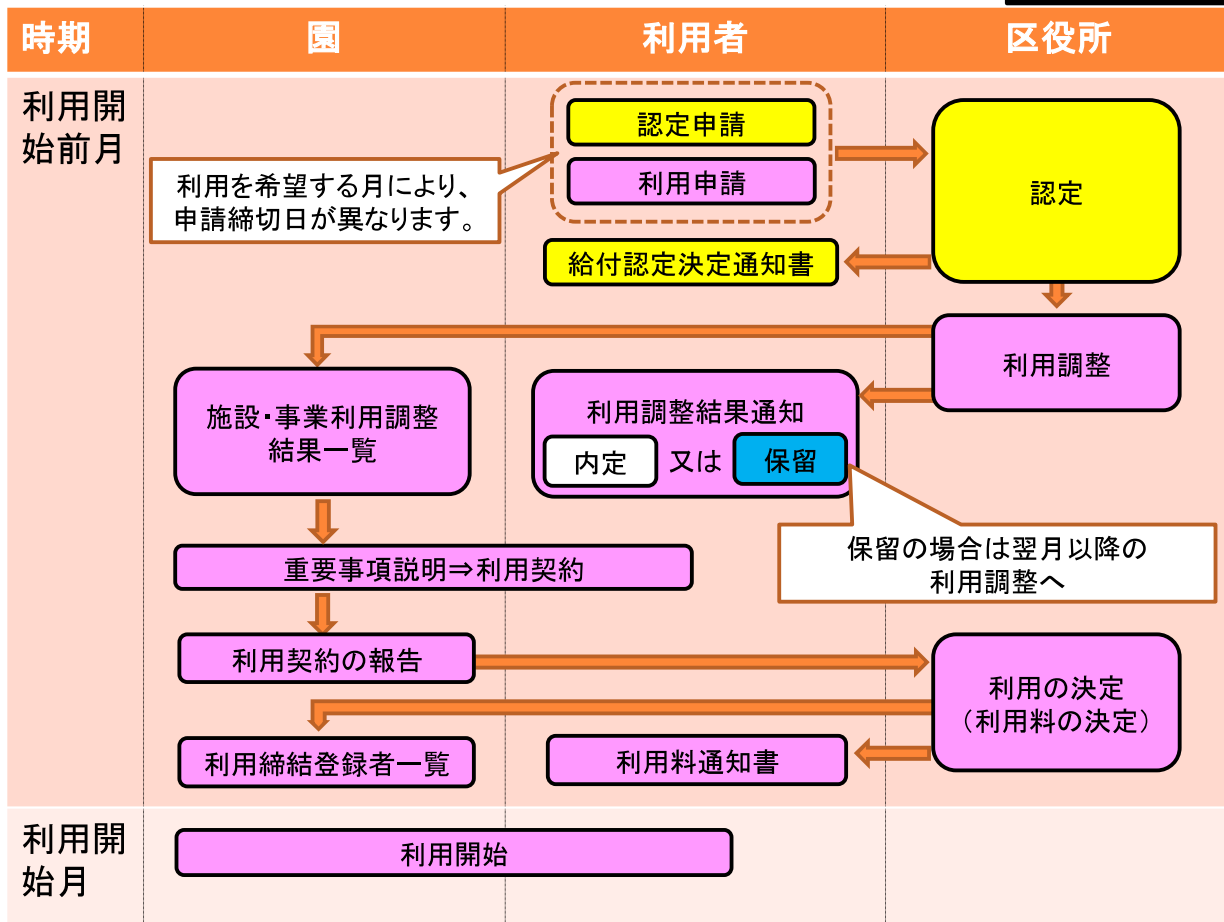 時期
園
利用者
区役所
利用開
始前月
認定申請
利用申請
利用を希望する月により、
申請締切日が異なります。
認定
給付認定決定通知書
利用調整
施設・事業利用調整
結果一覧
利用調整結果通知
内定 又は 保留
保留の場合は翌月以降の
利用調整へ
重要事項説明⇒利用契約
利用契約の報告
利用の決定
（利用料の決定）
利用締結登録者一覧
利用料通知書
利用開
始月
利用開始